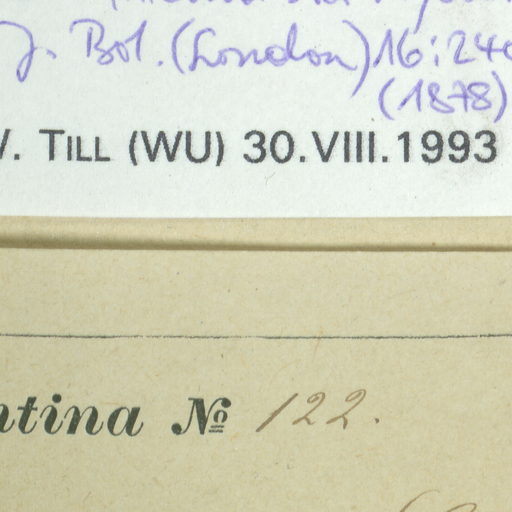 J. Bot. (London) 16: 240
(1878)
W. TILL (WU) 30.VIII.1993
ntina № 122.